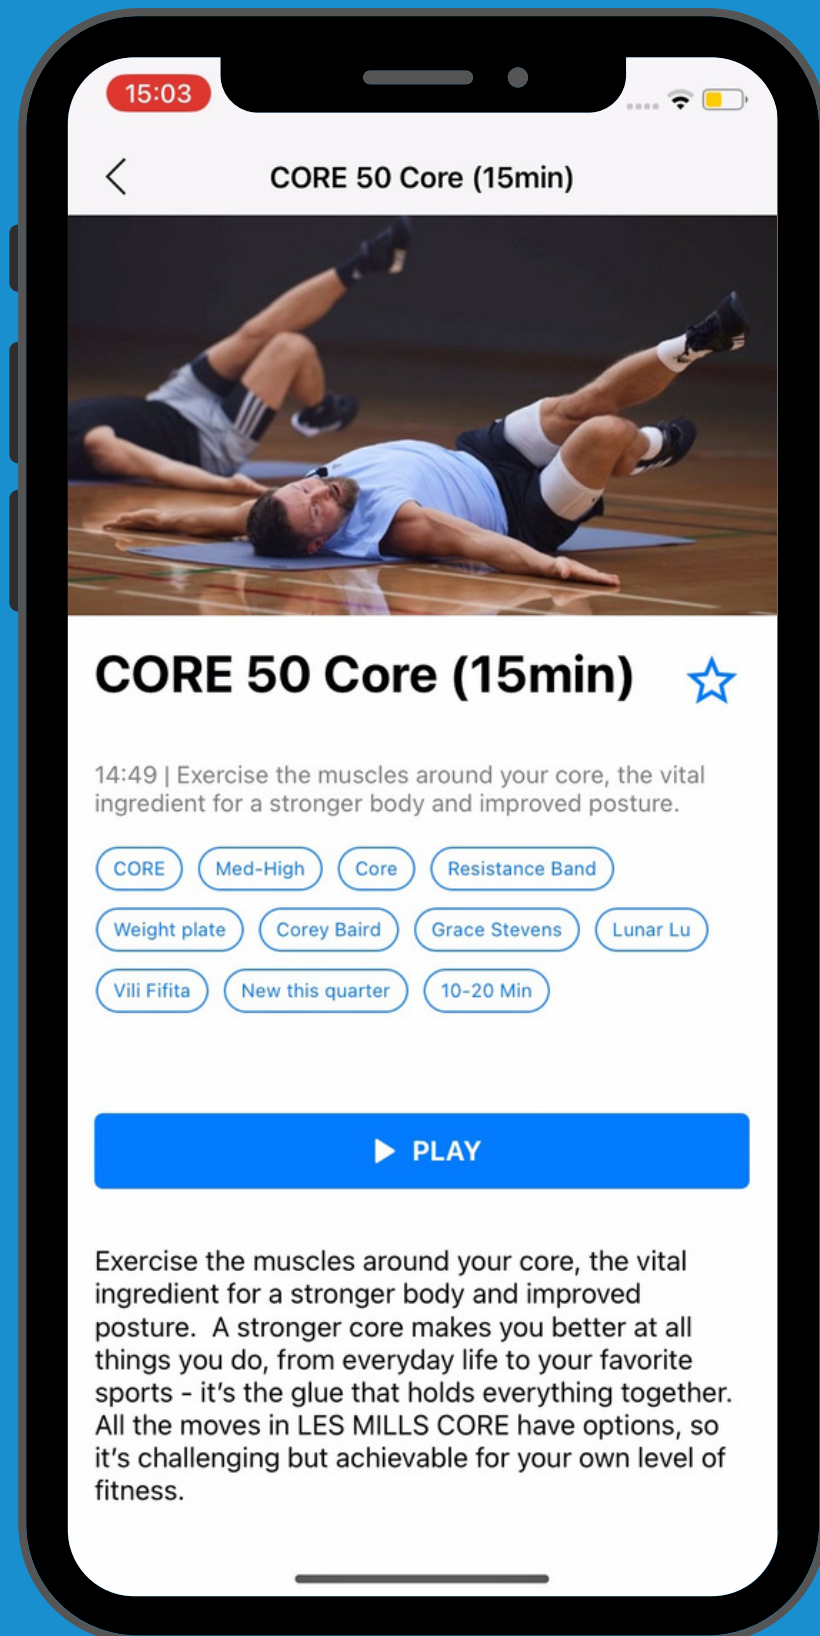 15:03
CORE 50 Core (15min)
CORE 50 Core (15min)
14:49 | Exercise the muscles around your core, the vital
ingredient for a stronger body and improved posture.
CORE Med-High Core Resistance Band
Weight plate Corey Baird Grace Stevens Lunar Lu
Vili Fifita New this quarter 10-20 Min
PLAY
Exercise the muscles around your core, the vital
ingredient for a stronger body and improved
posture.  A stronger core makes you better at all
things you do, from everyday life to your favorite
sports - it’s the glue that holds everything together.
All the moves in LES MILLS CORE have options, so
it’s challenging but achievable for your own level of
fitness.